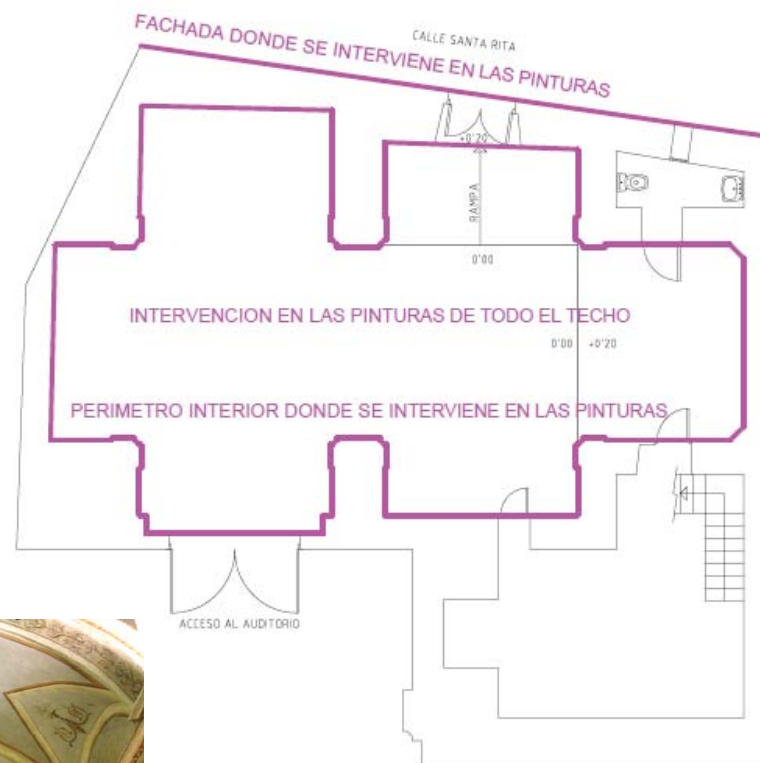 CALLE SANTA RITA
FACHADA DONDE SE INTERVIENE EN LAS PINTURAS
+0'20
RAMPA
0'00
INTERVENCION EN LAS PINTURAS DE TODO EL TECHO
0'00 +0'20
PERIMETRO INTERIOR DONDE SE INTERVIENE EN LAS PINTURAS
ACCESO AL AUDITORIO